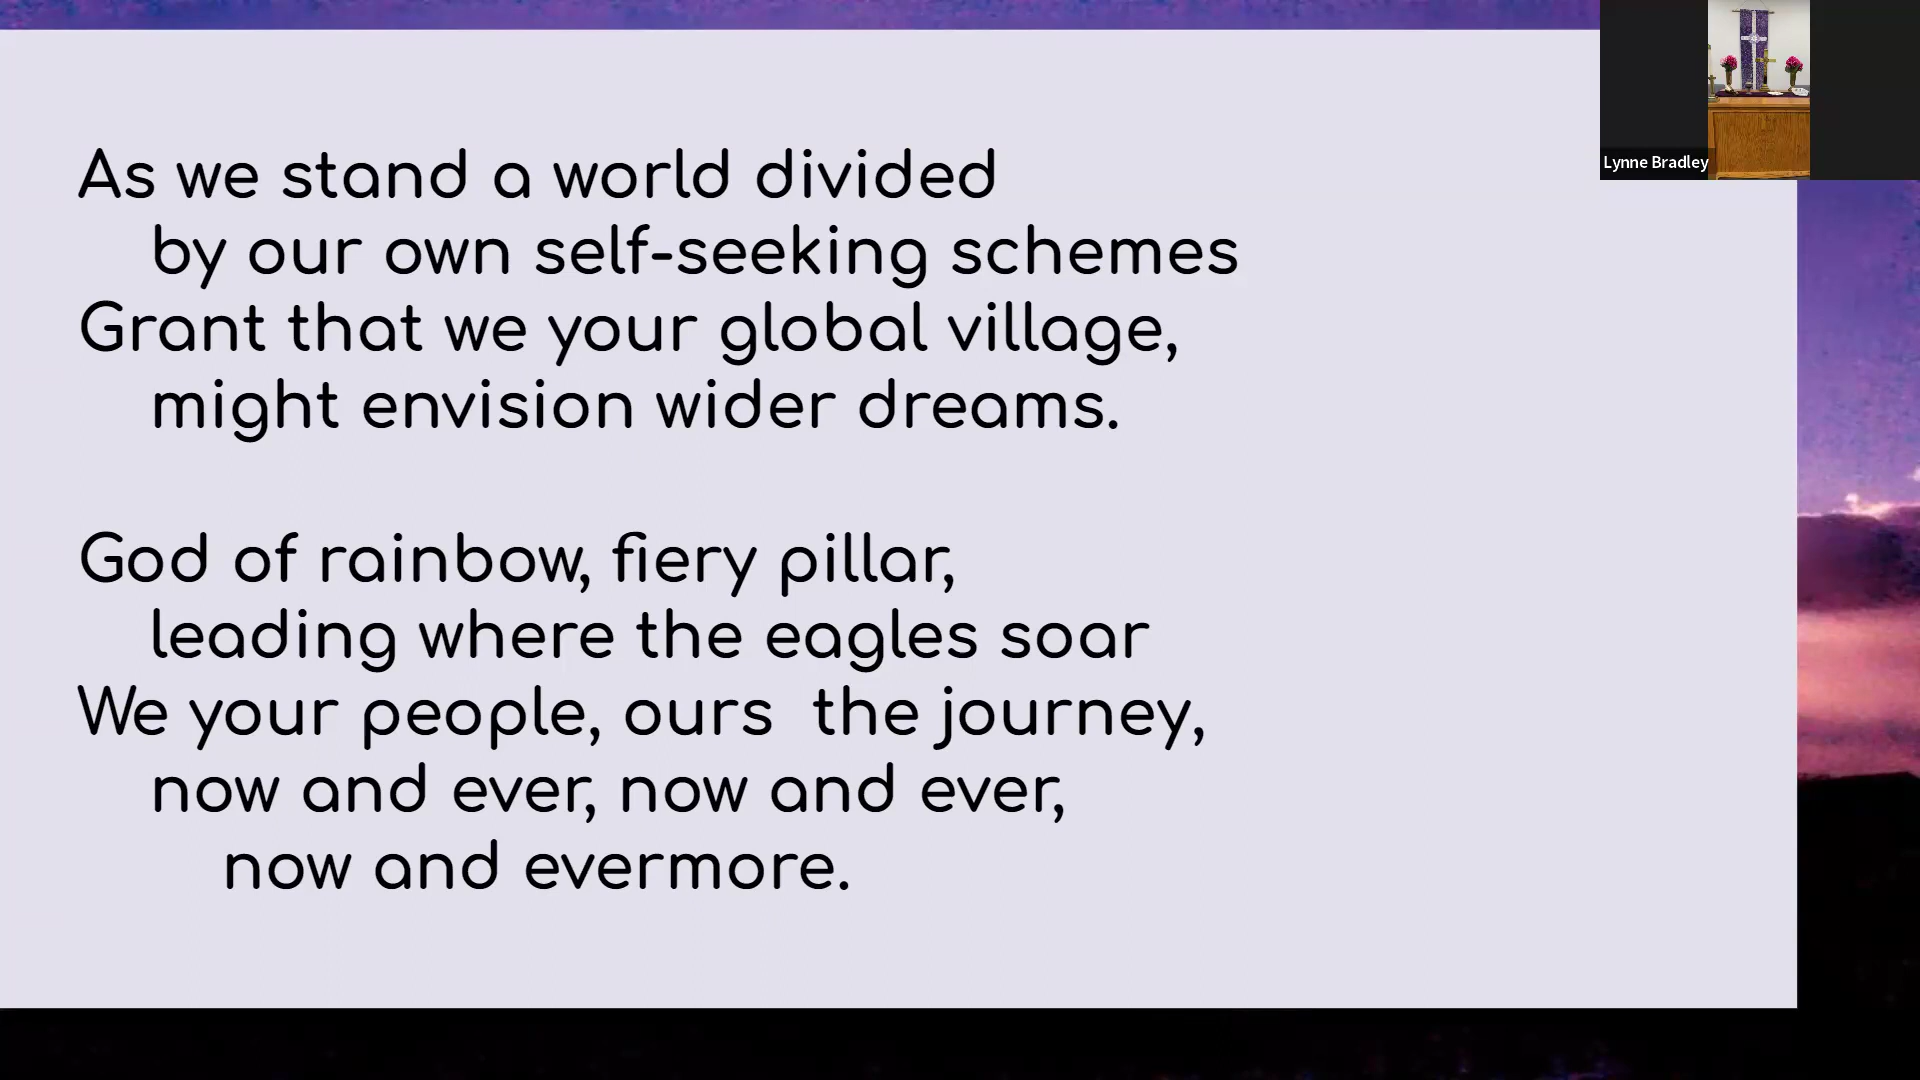 As we stand a world divided
by our own self-seeking schemes
Grant that we your global village,
might envision wider dreams.
God of rainbow, fiery pillar,
leading where the eagles soar
We your people, ours  the journey,
now and ever, now and ever,
now and evermore.
Lynne Bradley